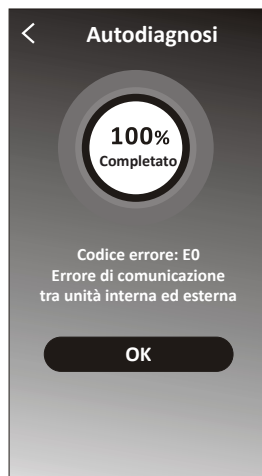 Autodiagnosi
100%
Completato
Codice errore: E0
Errore di comunicazione
tra unità interna ed esterna
OK